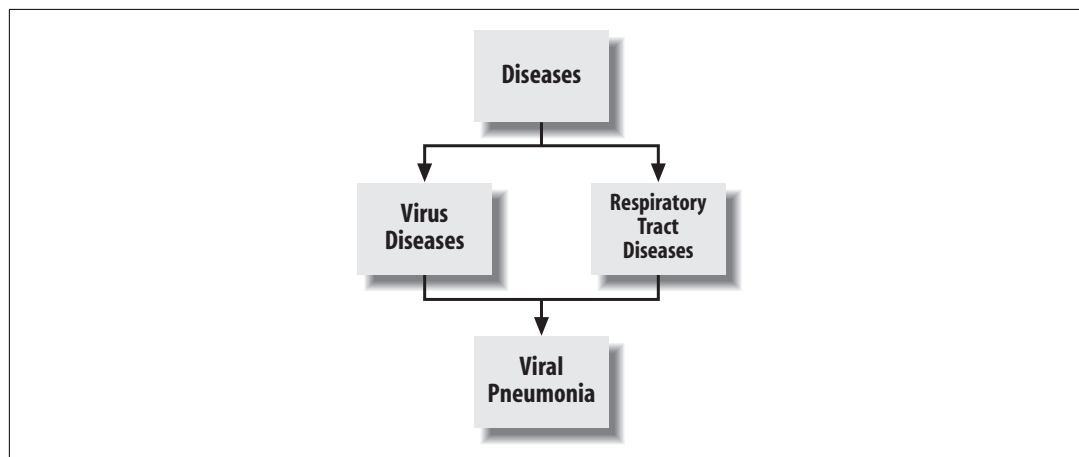 Diseases
Virus
Diseases
Respiratory
Tract
Diseases
Viral
Pneumonia